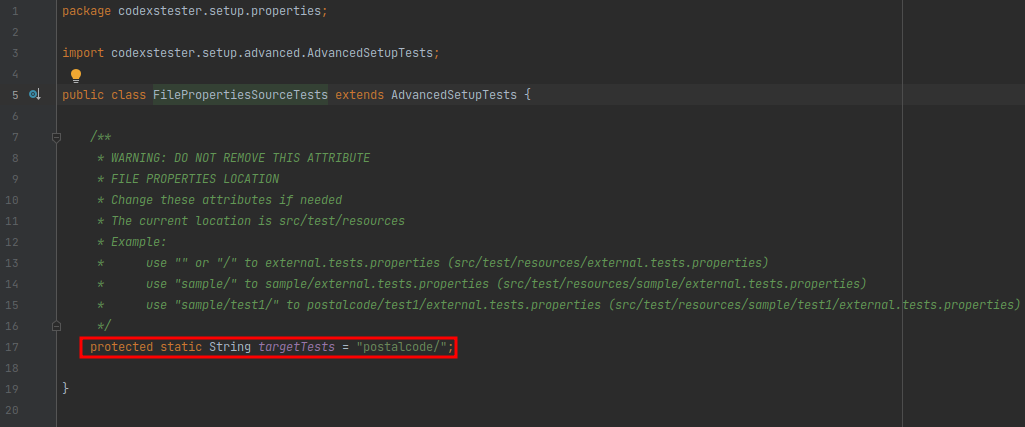 1 package codexstester.setup.properties;
2
3 import codexstester.setup.advanced.AdvancedSetupTests;
4
5 public class FilePropertiesSourceTests extends AdvancedSetupTests {
6
7 /**
8 * WARNING: DO NOT REMOVE THIS ATTRIBUTE
9 * FILE PROPERTIES LOCATION
10 * Change these attributes if needed
11 * The current location is src/test/resources
12 * Example:
13 * use "" or "/" to external.tests.properties (src/test/resources/external.tests.properties)
14 * use "sample/" to sample/external.tests.properties (src/test/resources/sample/external.tests.properties)
15 * use "sample/test1/" to postalcode/test1/external.tests.properties (src/test/resources/sample/test1/external.tests.properties)
16 */
17 protected static String targetTests = "postalcode/";
18
19 }
20